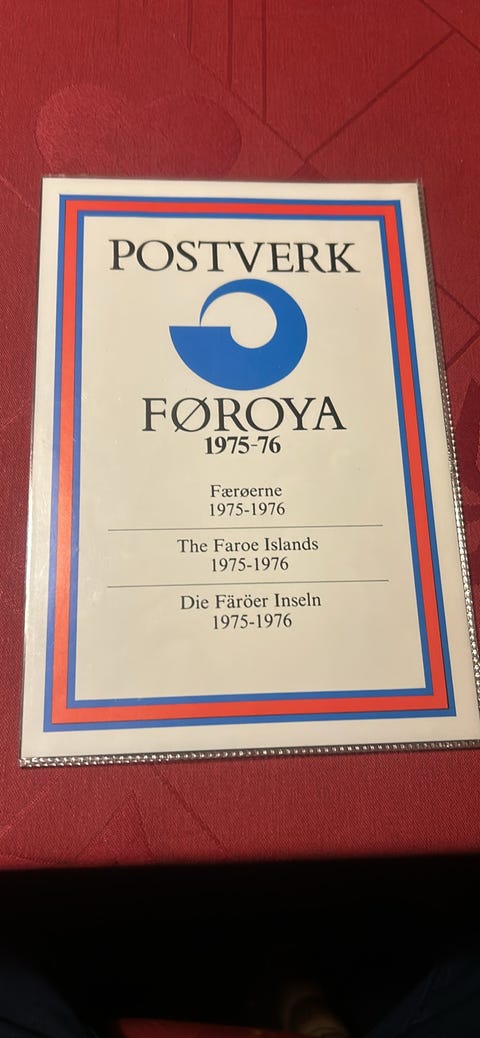 POSTVERK
FØROYA
1975-76
Færøerne
1975-1976
The Faroe Islands
1975-1976
Die Färöer Inseln
1975-1976